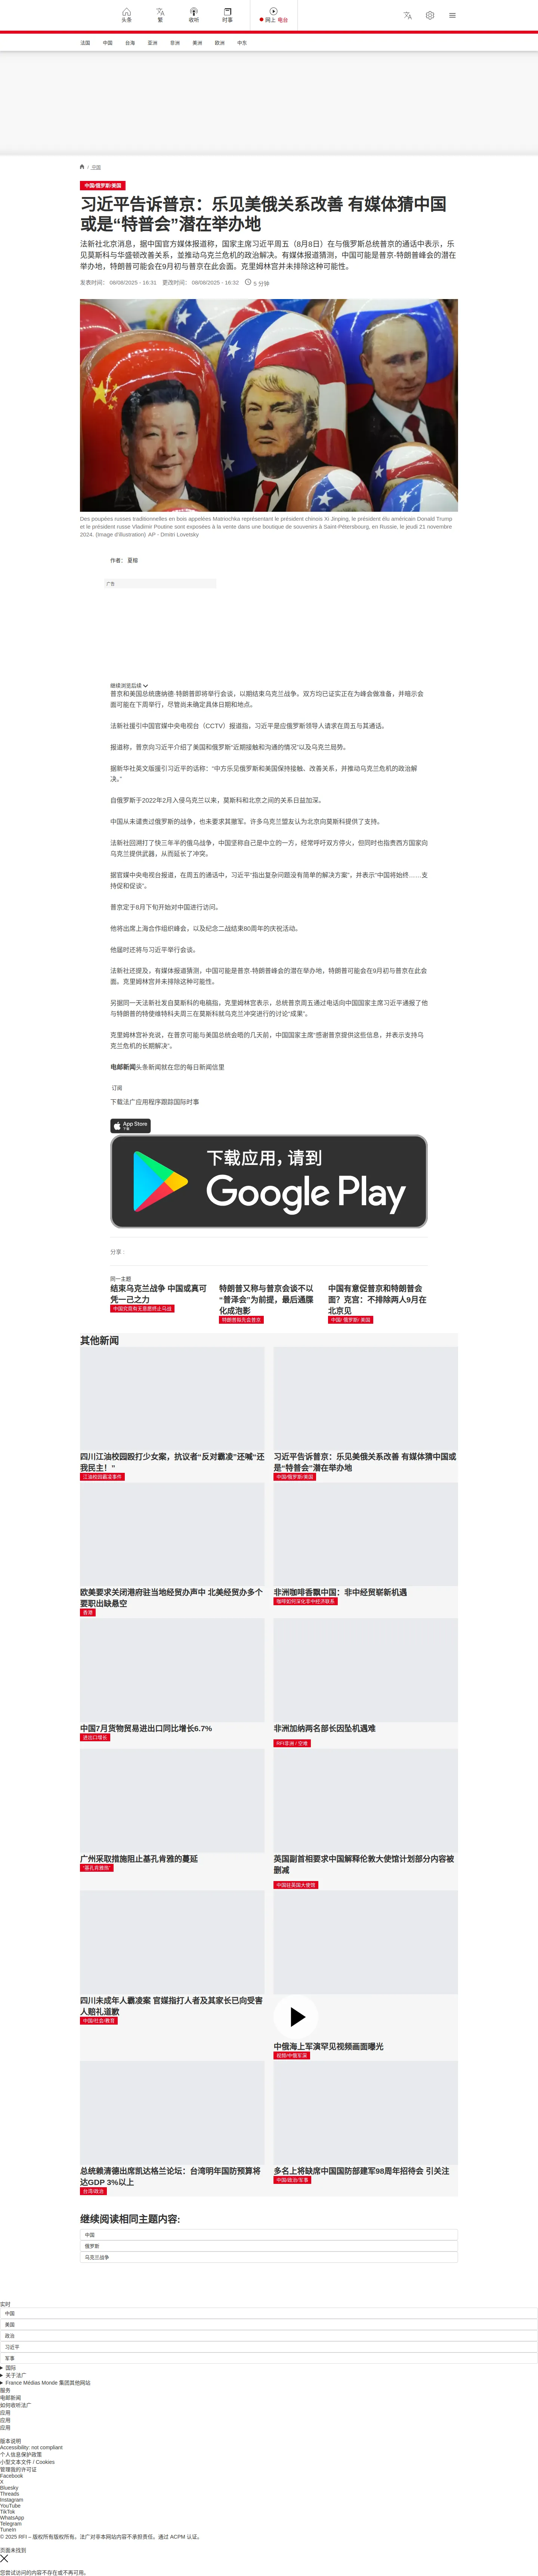 头条
繁
收听
时事
网上 电台
法国
中国
台海
亚洲
非洲
美洲
欧洲
中东
/ 中国
中国/俄罗斯/美国
习近平告诉普京：乐见美俄关系改善 有媒体猜中国
或是“特普会”潜在举办地
法新社北京消息，据中国官方媒体报道称，国家主席习近平周五（8月8日）在与俄罗斯总统普京的通话中表示，乐
见莫斯科与华盛顿改善关系，並推动乌克兰危机的政治解决。有媒体报道猜测，中国可能是普京-特朗普峰会的潜在
举办地，特朗普可能会在9月初与普京在此会面。克里姆林宫并未排除这种可能性。
发表时间： 08/08/2025 - 16:31 更改时间： 08/08/2025 - 16:32 5 分钟
Des poupées russes traditionnelles en bois appelées Matriochka représentant le président chinois Xi Jinping, le président élu américain Donald Trump
et le président russe Vladimir Poutine sont exposées à la vente dans une boutique de souvenirs à Saint-Pétersbourg, en Russie, le jeudi 21 novembre
2024. (Image d'illustration) AP - Dmitri Lovetsky
作者： 夏榕
广告
继续浏览后续
普京和美国总统唐纳德·特朗普即将举行会谈，以期结束乌克兰战争。双方均已证实正在为峰会做准备，并暗示会
面可能在下周举行，尽管尚未确定具体日期和地点。
法新社援引中国官媒中央电视台（CCTV）报道指，习近平是应俄罗斯领导人请求在周五与其通话。
报道称，普京向习近平介绍了美国和俄罗斯“近期接触和沟通的情况”以及乌克兰局势。
据新华社英文版援引习近平的话称：“中方乐见俄罗斯和美国保持接触、改善关系，并推动乌克兰危机的政治解
决。”
自俄罗斯于2022年2月入侵乌克兰以来，莫斯科和北京之间的关系日益加深。
中国从未谴责过俄罗斯的战争，也未要求其撤军。许多乌克兰盟友认为北京向莫斯科提供了支持。
法新社回溯打了快三年半的俄乌战争，中国坚称自己是中立的一方，经常呼吁双方停火，但同时也指责西方国家向
乌克兰提供武器，从而延长了冲突。
据官媒中央电视台报道，在周五的通话中，习近平“指出复杂问题没有简单的解决方案”，并表示“中国将始终……支
持促和促谈”。
普京定于8月下旬开始对中国进行访问。
他将出席上海合作组织峰会，以及纪念二战结束80周年的庆祝活动。
他届时还将与习近平举行会谈。
法新社还提及，有媒体报道猜测，中国可能是普京-特朗普峰会的潜在举办地，特朗普可能会在9月初与普京在此会
面。克里姆林宫并未排除这种可能性。
另据同一天法新社发自莫斯科的电稿指，克里姆林宫表示，总统普京周五通过电话向中国国家主席习近平通报了他
与特朗普的特使维特科夫周三在莫斯科就乌克兰冲突进行的讨论“成果”。
克里姆林宫补充说，在普京可能与美国总统会晤的几天前，中国国家主席“感谢普京提供这些信息，并表示支持乌
克兰危机的长期解决”。
电邮新闻头条新闻就在您的每日新闻信里
订阅
下载法广应用程序跟踪国际时事
App Store
下载
下载应用，请到
Google Play
分享 :
同一主题
结束乌克兰战争 中国或真可
凭一己之力
中国究竟有无意愿终止乌战
特朗普又称与普京会谈不以
“普泽会”为前提，最后通牒
化成泡影
特朗普拟先会普京
中国有意促普京和特朗普会
面？克宫：不排除两人9月在
北京见
中国/ 俄罗斯/ 美国
其他新闻
四川江油校园殴打少女案，抗议者“反对霸凌”还喊“还
我民主！”
江油校园霸凌事件
习近平告诉普京：乐见美俄关系改善 有媒体猜中国或
是“特普会”潜在举办地
中国/俄罗斯/美国
欧美要求关闭港府驻当地经贸办声中 北美经贸办多个
要职出缺悬空
香港
非洲咖啡香飘中国：非中经贸崭新机遇
咖啡如何深化非中经济联系
中国7月货物贸易进出口同比增长6.7%
进出口增长
非洲加纳两名部长因坠机遇难
RFI非洲 / 空难
广州采取措施阻止基孔肯雅的蔓延
“基孔肯雅热”
英国副首相要求中国解释伦敦大使馆计划部分内容被
删减
中国驻英国大使馆
四川未成年人霸凌案 官媒指打人者及其家长已向受害
人赔礼道歉
中国/社会/教育
中俄海上军演罕见视频画面曝光
视频/中俄军演
总统赖清德出席凯达格兰论坛：台湾明年国防预算将
达GDP 3%以上
台湾/政治
多名上将缺席中国国防部建军98周年招待会 引关注
中国/政治/军事
继续阅读相同主题内容:
中国
俄罗斯
乌克兰战争
实时
中国
美国
政治
习近平
军事
国际
关于法广
France Médias Monde 集团其他网站
服务
电邮新闻
如何收听法广
应用
应用
应用
版本说明
Accessibility: not compliant
个人信息保护政策
小型文本文件 / Cookies
管理我的许可证
Facebook
X
Bluesky
Threads
Instagram
YouTube
TikTok
WhatsApp
Telegram
TuneIn
© 2025 RFI – 版权所有版权所有。法广对非本网站内容不承担责任。通过 ACPM 认证。
页面未找到
您尝试访问的内容不存在或不再可用。